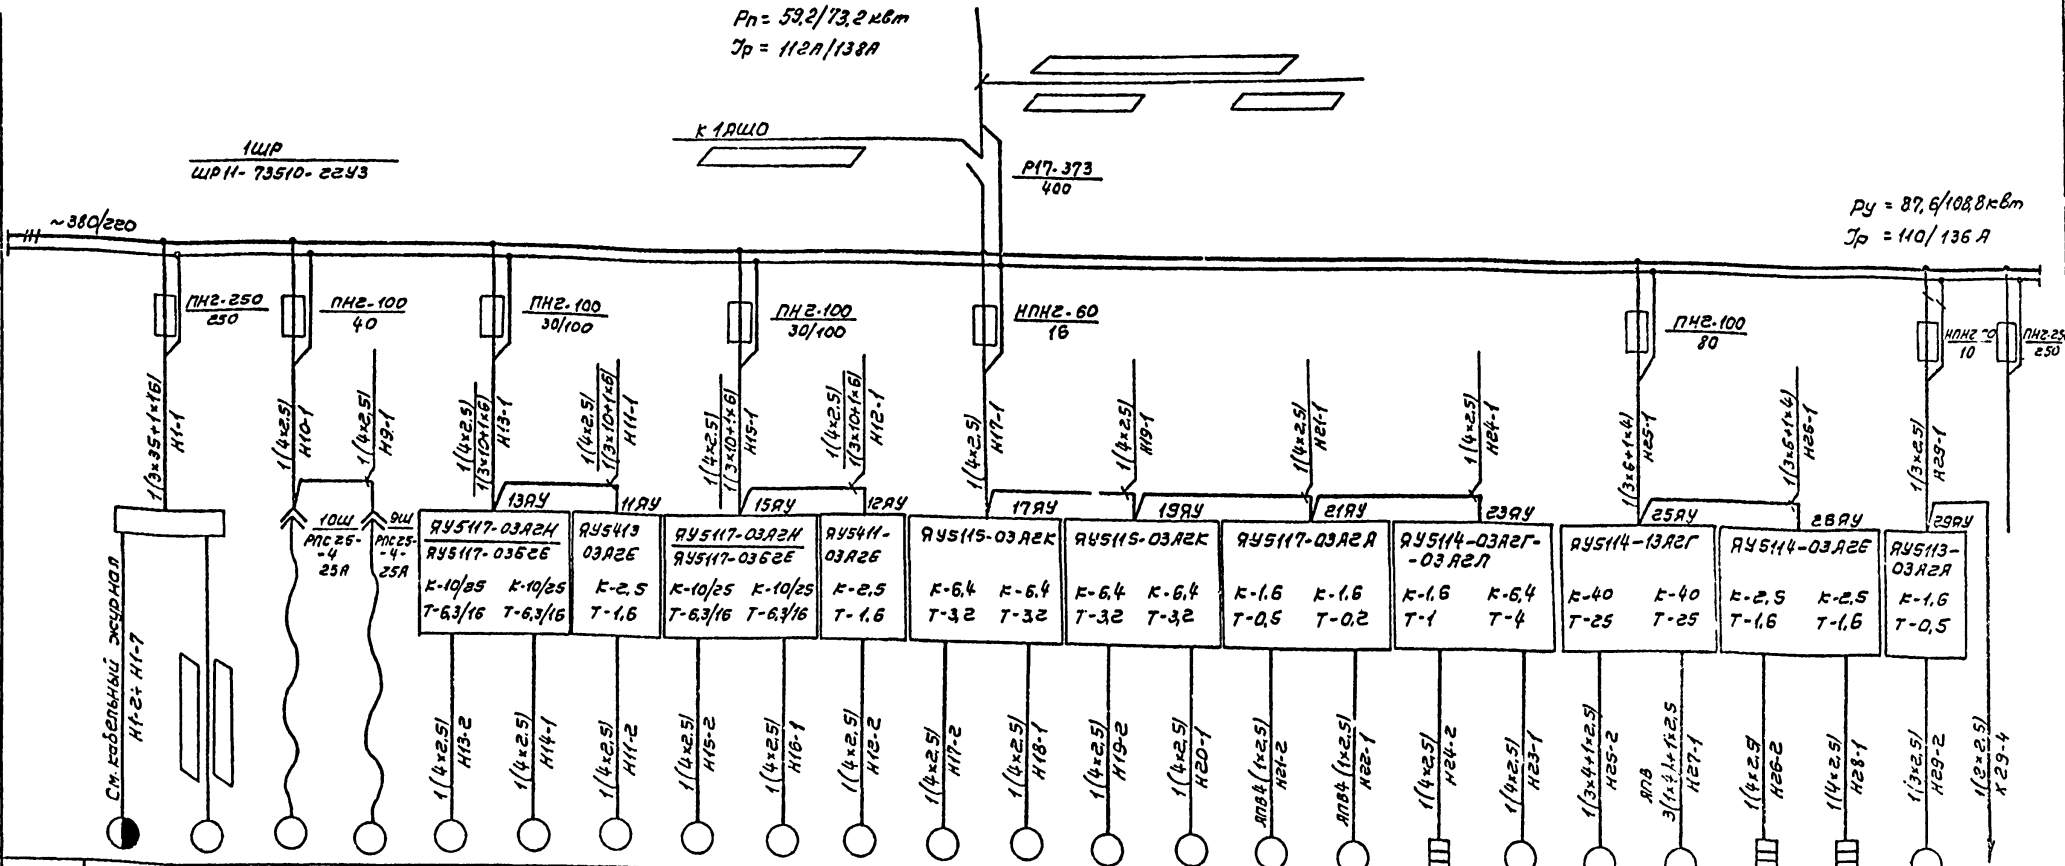 Рп = 59,2/73,2 квт
Јр = 112А/138А
К 1ЯШО
1ШР
ШР11-73510-22У3
Р17-373
400
Ру = 87,6/108,8 квт
Јр = 110/136 А
~380/220
ПН2-250
250
ПН2-100
40
ПН2-100
30/100
ПН2-100
30/100
НПН2-60
16
ПН2-100
80
10
250
1(3×35+1×16)
Н1-1
1(4×2.5)
Н10-1
1(4×2.5)
Н9-1
1(4×2.5)
1(3×10+1×6)
Н13-1
1(4×2.5)
1(3×10+1×6)
Н11-1
1(4×2.5)
1(3×10+1×6)
Н15-1
1(4×2.5)
1(3×10+1×6)
Н12-1
1(4×2.5)
Н17-1
1(4×2.5)
Н19-1
1(4×2.5)
Н21-1
1(4×2.5)
Н24-1
1(3×6+1×4)
Н25-1
1(3×6+1×4)
Н26-1
1(3×2.5)
Н29-1
10Ш
РПС25-
-4
25А
9Ш
РПС25-
-4-
25А
13ЯУ
ЯУ5117-03А2Н
ЯУ5117-03Б2Б
К-10/25 К-10/25
Т-6,3/16 Т-6,3/16
11ЯУ
ЯУ5413
03А2Б
К-2,5
Т-1,6
15ЯУ
ЯУ5117-03А2Н
ЯУ5117-03Б2Е
К-10/25 К-10/25
Т-6,3/16 Т-6,3/16
12ЯУ
ЯУ5411-
03А2Б
К-2,5
Т-1,6
17ЯУ
ЯУ5115-03А2К
К-6,4 К-6,4
Т-3,2 Т-3,2
19ЯУ
ЯУ5115-03А2К
К-6,4 К-6,4
Т-3,2 Т-3,2
21ЯУ
ЯУ5117-03А2А
К-1,6 К-1,6
Т-0,5 Т-0,2
23ЯУ
ЯУ5114-03А2Г-
-03А2Л
К-1,6 К-6,4
Т-1 Т-4
25ЯУ
ЯУ5114-13А2Г
К-40 К-40
Т-25 Т-25
28ЯУ
ЯУ5114-03А2Е
К-2,5 К-2,5
Т-1,6 Т-1,6
29ЯУ
ЯУ5113-
03А2А
К-1,6
Т-0,5
См. кабельный журнал
Н1-2÷Н1-7
1(4×2.5)
Н13-2
1(4×2.5)
Н14-1
1(4×2.5)
Н11-2
1(4×2.5)
Н15-2
1(4×2.5)
Н16-1
1(4×2.5)
Н12-2
1(4×2.5)
Н17-2
1(4×2.5)
Н18-1
1(4×2.5)
Н19-2
1(4×2.5)
Н20-1
АПВ4(1×2.5)
Н21-2
АПВ4(1×2.5)
Н22-1
1(4×2.5)
Н24-2
1(4×2.5)
Н23-1
1(3×4+1×2.5)
Н25-2
АПВ
3(1×4)+1×2.5
Н27-1
1(4×2.5)
Н26-2
1(4×2.5)
Н28-1
1(3×2.5)
Н29-2
1(2×2.5)
К29-4